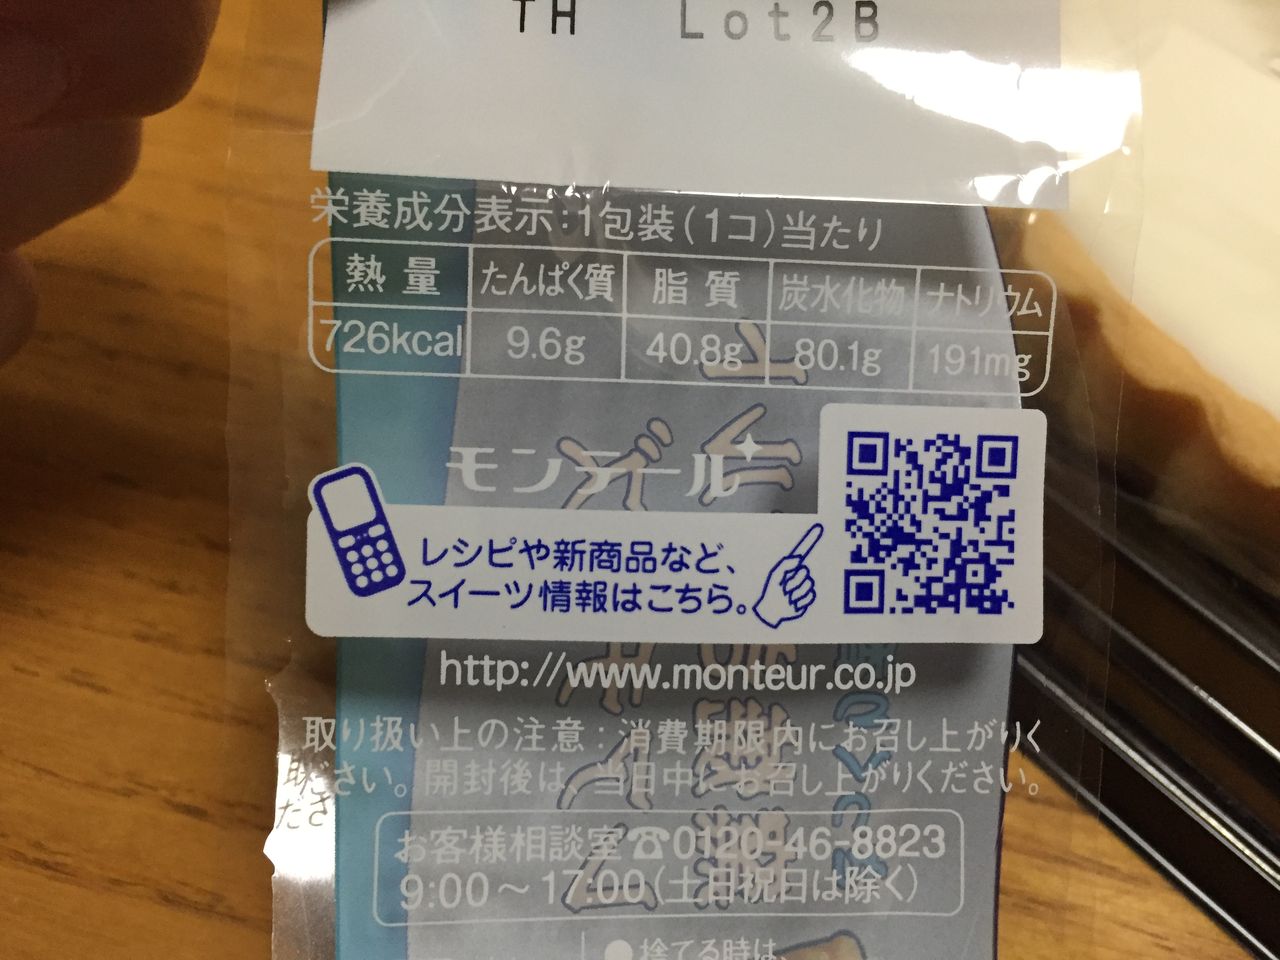 TH Lot2B
栄養成分表示:1包装(1コ)当たり
熱量 たんぱく質 脂質 炭水化物 ナトリウム
726kcal 9.6g 40.8g 80.1g 191mg
モンテール
レシピや新商品など、
スイーツ情報はこちら。
http://www.monteur.co.jp
取り扱い上の注意:消費期限内にお召し上がりく
ださい。開封後は、当日中にお召し上がりください。
お客様相談室☎0120-46-8823
9:00～17:00(土日祝日は除く)
●捨てる時は、